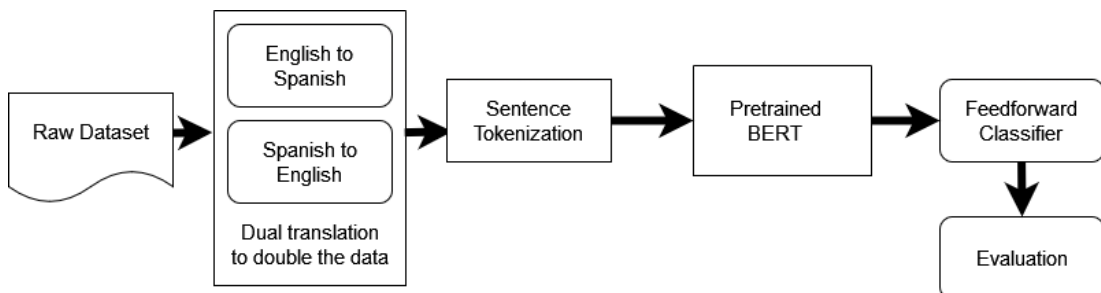 Raw Dataset
English to
Spanish
Spanish to
English
Dual translation
to double the data
Sentence
Tokenization
Pretrained
BERT
Feedforward
Classifier
Evaluation